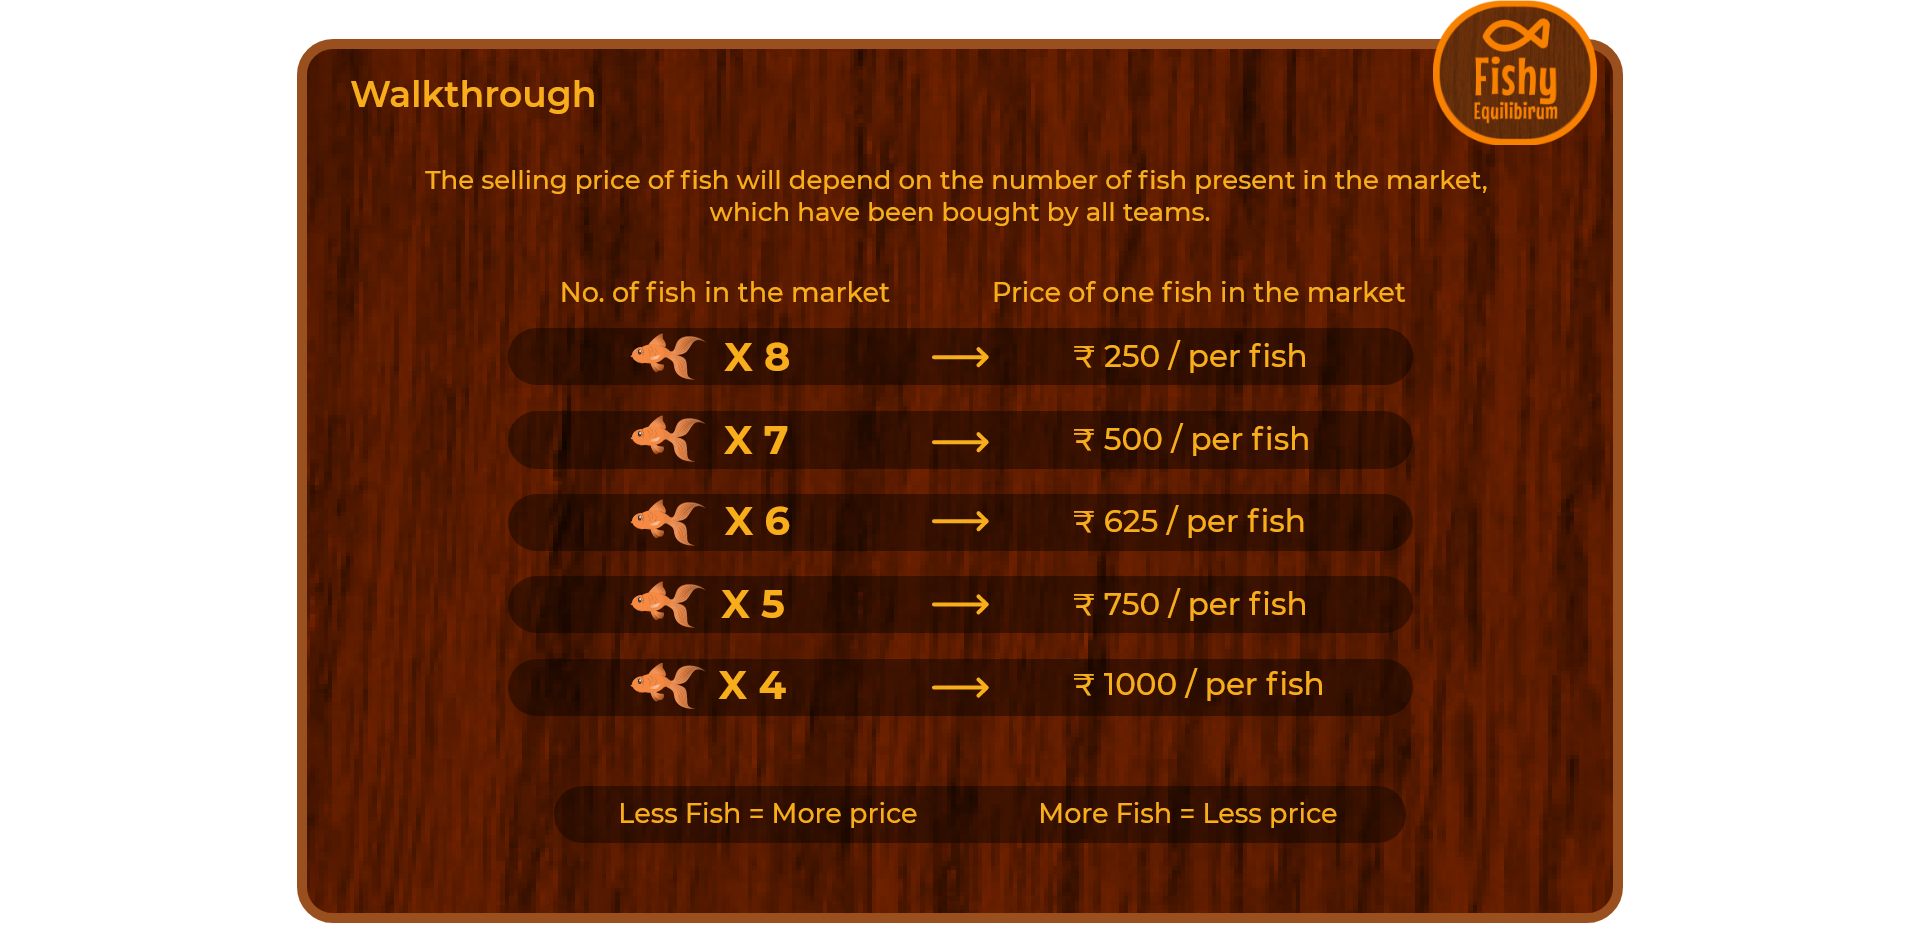 Fishy
Equilibirum
Walkthrough
The selling price of fish will depend on the number of fish present in the market,
which have been bought by all teams.
No. of fish in the market Price of one fish in the market
X 8 → ₹ 250 / per fish
X 7 → ₹ 500 / per fish
X 6 → ₹ 625 / per fish
X 5 → ₹ 750 / per fish
X 4 → ₹ 1000 / per fish
Less Fish = More price More Fish = Less price